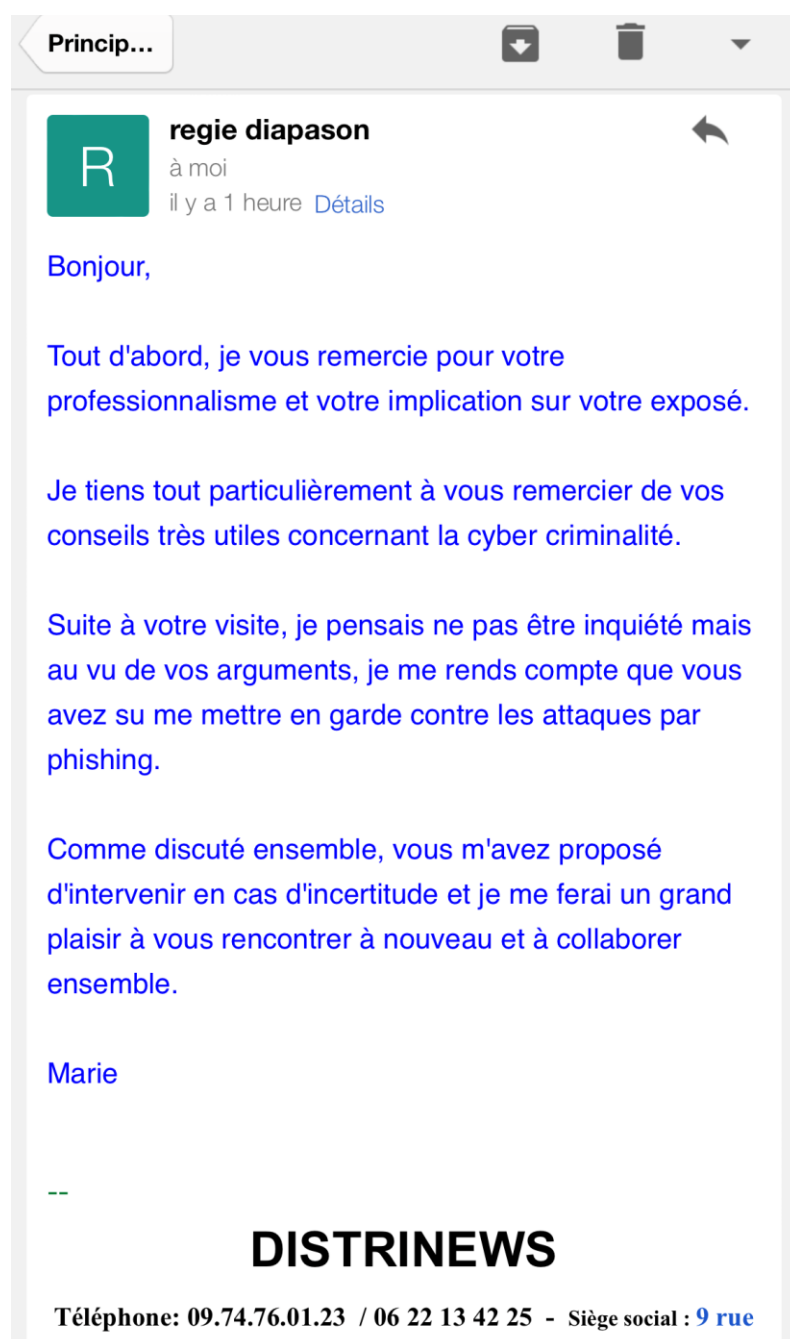 Princip...
regie diapason
R
à moi
il y a 1 heure Détails
Bonjour,
Tout d'abord, je vous remercie pour votre
professionnalisme et votre implication sur votre exposé.
Je tiens tout particulièrement à vous remercier de vos
conseils très utiles concernant la cyber criminalité.
Suite à votre visite, je pensais ne pas être inquiété mais
au vu de vos arguments, je me rends compte que vous
avez su me mettre en garde contre les attaques par
phishing.
Comme discuté ensemble, vous m'avez proposé
d'intervenir en cas d'incertitude et je me ferai un grand
plaisir à vous rencontrer à nouveau et à collaborer
ensemble.
Marie
--
DISTRINEWS
Téléphone: 09.74.76.01.23 / 06 22 13 42 25 - Siège social : 9 rue